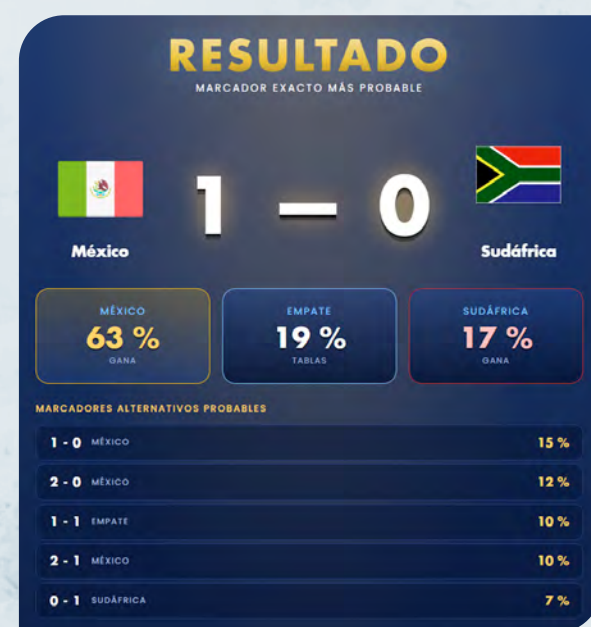 RESULTADO
MARCADOR EXACTO MÁS PROBABLE
1 – 0
México
Sudáfrica
MÉXICO
63 %
GANA
EMPATE
19 %
TABLAS
SUDÁFRICA
17 %
GANA
MARCADORES ALTERNATIVOS PROBABLES
1 - 0 MÉXICO 15 %
2 - 0 MÉXICO 12 %
1 - 1 EMPATE 10 %
2 - 1 MÉXICO 10 %
0 - 1 SUDÁFRICA 7 %